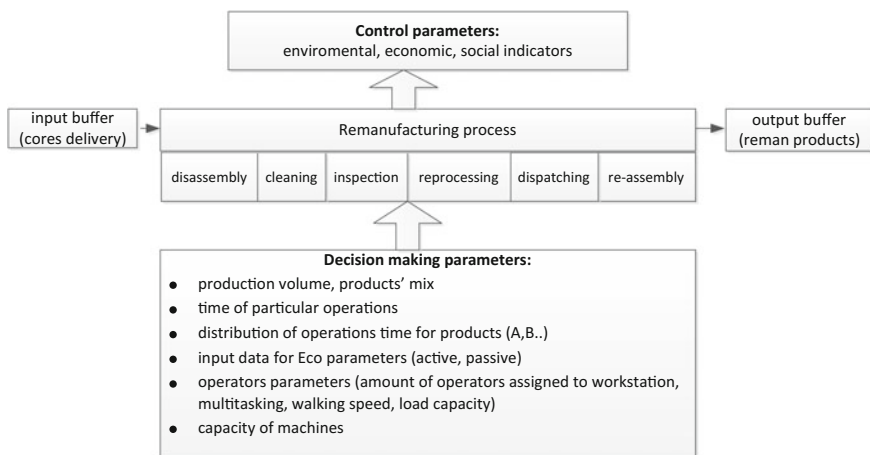 Control parameters:
enviromental, economic, social indicators
input buffer
(cores delivery)
Remanufacturing process
output buffer
(reman products)
disassembly
cleaning
inspection
reprocessing
dispatching
re-assembly
Decision making parameters:
● production volume, products’ mix
● time of particular operations
● distribution of operations time for products (A,B..)
● input data for Eco parameters (active, passive)
● operators parameters (amount of operators assigned to workstation,
multitasking, walking speed, load capacity)
● capacity of machines